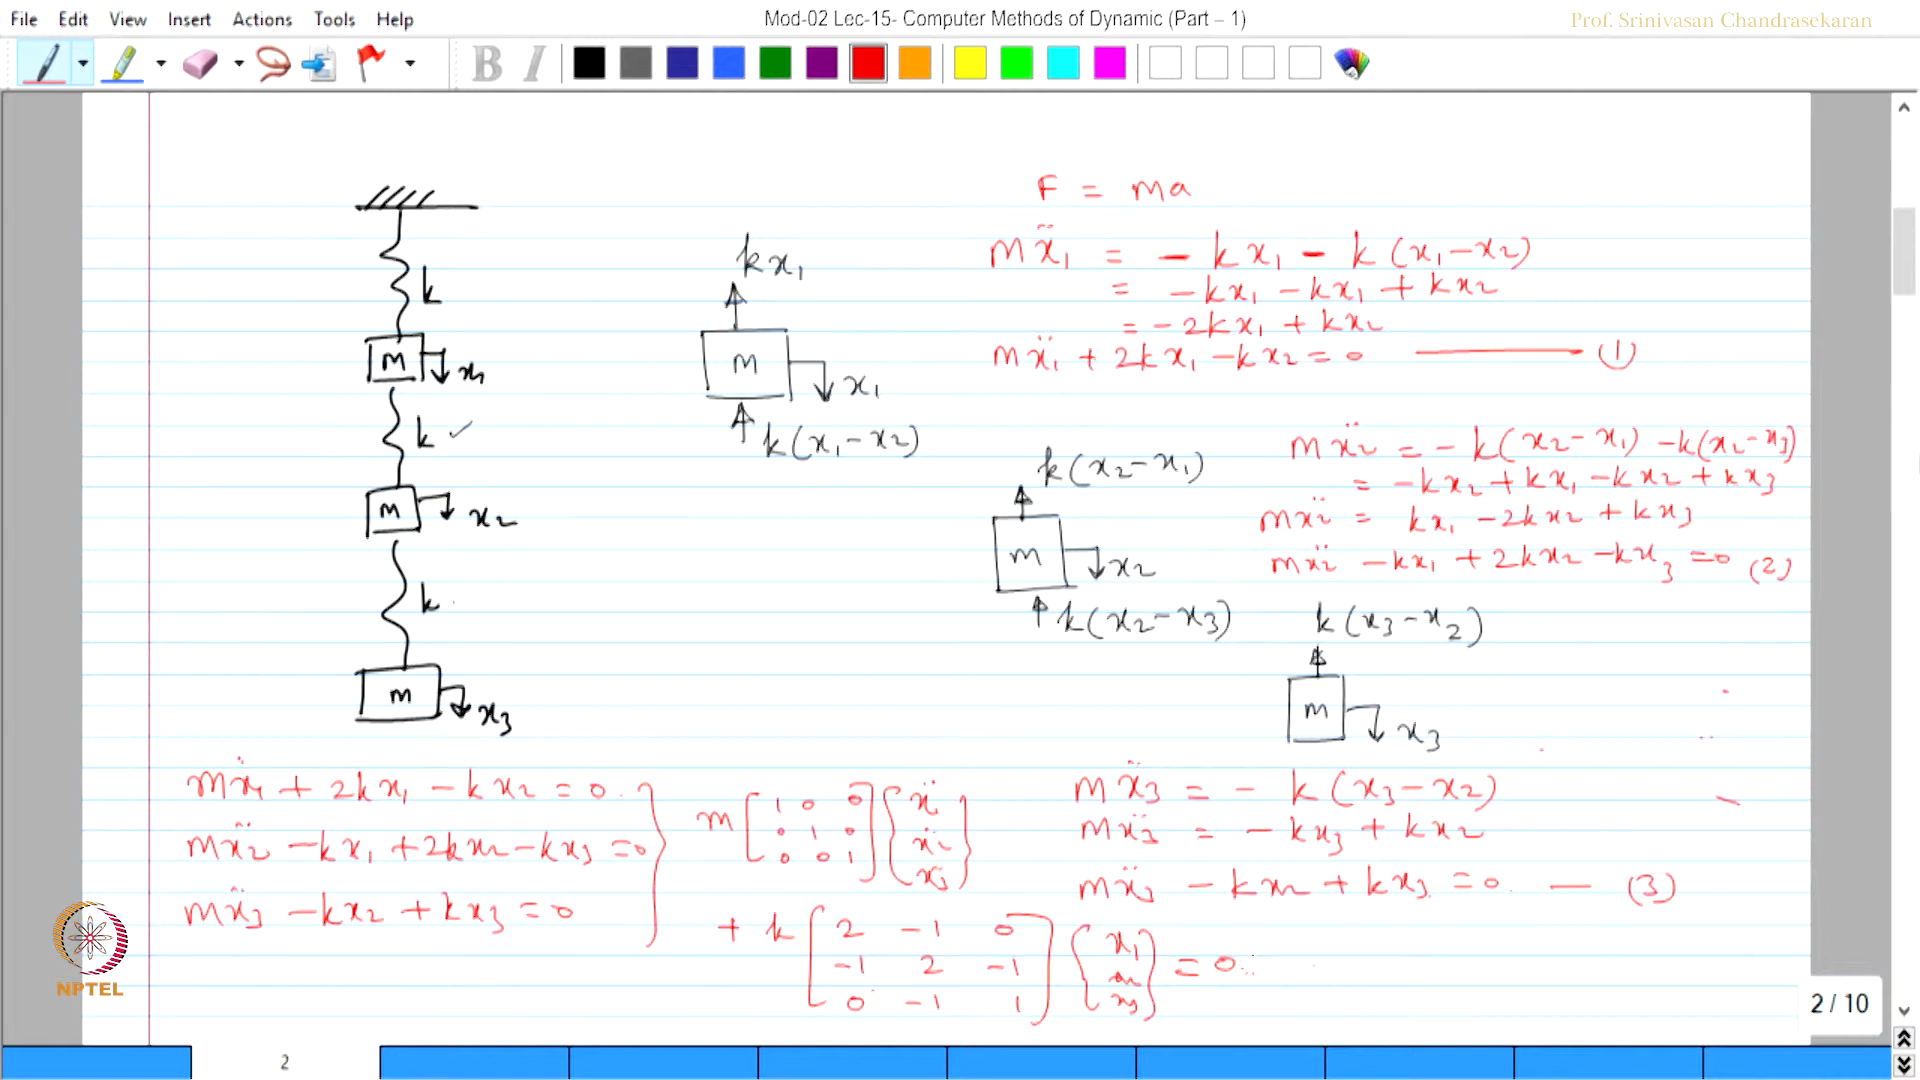 File Edit View Insert Actions Tools Help
Mod-02 Lec-15- Computer Methods of Dynamic (Part – 1)
Prof. Srinivasan Chandrasekaran
B I
k
m
x1
k ✓
m
x2
k
m
x3
kx1
m
x1
k(x1-x2)
F = ma
mẍ1 = - kx1 - k(x1-x2)
= -kx1 -kx1 + kx2
= -2kx1 + kx2
mẍ1 + 2kx1 - kx2 = 0 (1)
k(x2-x1)
m
x2
k(x2-x3)
mẍ2 = - k(x2-x1) - k(x2-x3)
= -kx2 + kx1 - kx2 + kx3
mẍ2 = kx1 - 2kx2 + kx3
mẍ2 - kx1 + 2kx2 - kx3 = 0 (2)
k(x3-x2)
m
x3
mẍ3 = - k(x3-x2)
mẍ3 = - kx3 + kx2
mẍ3 - kx2 + kx3 = 0. — (3)
mẍ1 + 2kx1 - kx2 = 0.
mẍ2 - kx1 + 2kx2 - kx3 = 0
mẍ3 - kx2 + kx3 = 0
m [1 0 0 {ẍ
0 1 0 ẍ2
0 0 1] ẍ3}
+ k [2 -1 0 {x1
-1 2 -1 x2 = 0.
0 -1 1] x3}
NPTEL
2 / 10
2